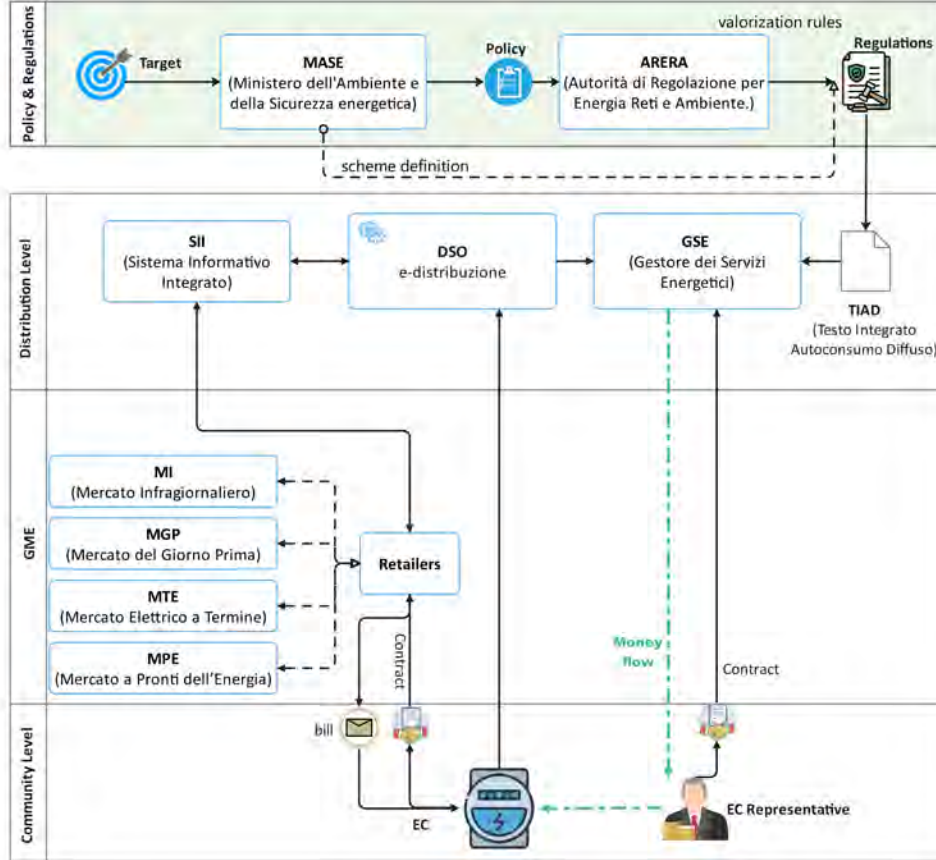 Policy & Regulations
Target
MASE
(Ministero dell'Ambiente e
della Sicurezza energetica)
Policy
ARERA
(Autorità di Regolazione per
Energia Reti e Ambiente.)
valorization rules
Regulations
scheme definition
Distribution Level
SII
(Sistema Informativo
Integrato)
DSO
e-distribuzione
GSE
(Gestore dei Servizi
Energetici)
TIAD
(Testo Integrato
Autoconsumo Diffuso)
GME
MI
(Mercato Infragiornaliero)
MGP
(Mercato del Giorno Prima)
MTE
(Mercato Elettrico a Termine)
MPE
(Mercato a Pronti dell'Energia)
Retailers
Contract
Money
flow
Contract
Community Level
bill
EC
EC Representative